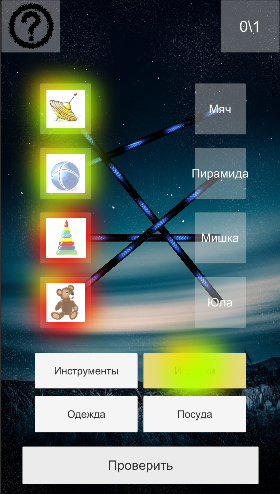 ?
0\1
Мяч
Пирамида
Мишка
Юла
Инструменты
Одежда
Посуда
Проверить